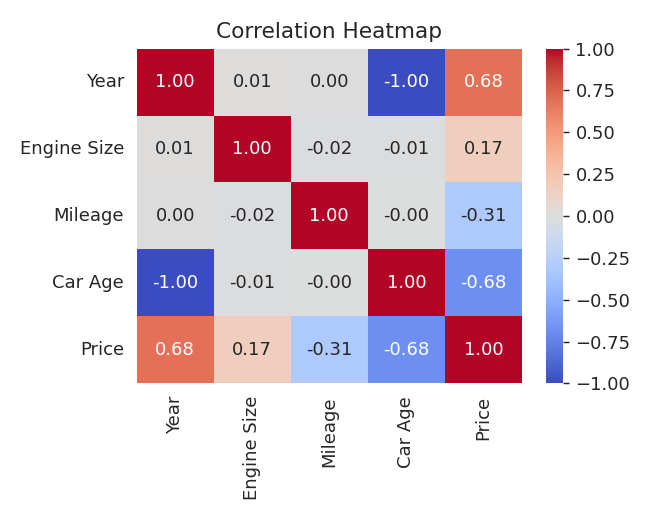 Correlation Heatmap
Year 1.00 0.01 0.00 -1.00 0.68
Engine Size 0.01 1.00 -0.02 -0.01 0.17
Mileage 0.00 -0.02 1.00 -0.00 -0.31
Car Age -1.00 -0.01 -0.00 1.00 -0.68
Price 0.68 0.17 -0.31 -0.68 1.00
Year
Engine Size
Mileage
Car Age
Price
1.00
0.75
0.50
0.25
0.00
−0.25
−0.50
−0.75
−1.00